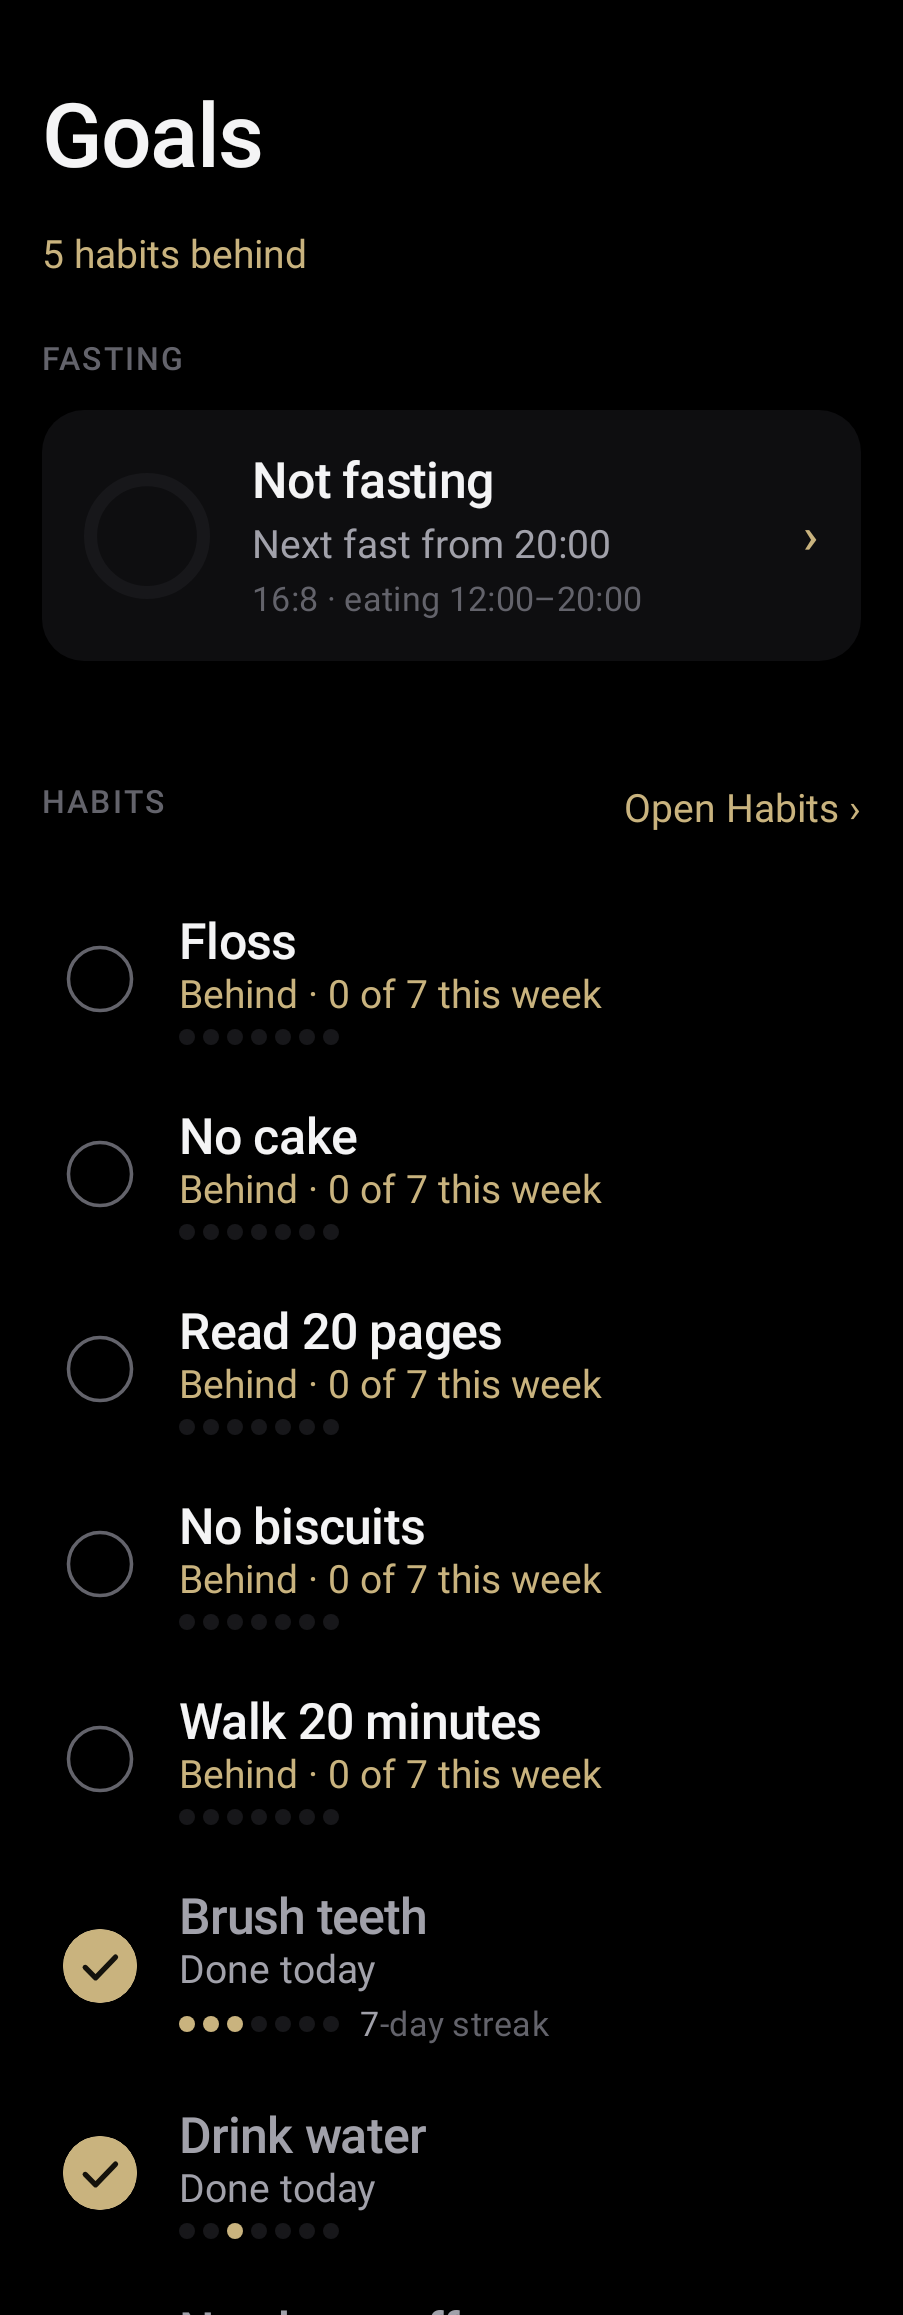 Goals
5 habits behind
FASTING
Not fasting
Next fast from 20:00
16:8 · eating 12:00–20:00
›
HABITS
Open Habits ›
Floss
Behind · 0 of 7 this week
No cake
Behind · 0 of 7 this week
Read 20 pages
Behind · 0 of 7 this week
No biscuits
Behind · 0 of 7 this week
Walk 20 minutes
Behind · 0 of 7 this week
Brush teeth
Done today
7-day streak
Drink water
Done today